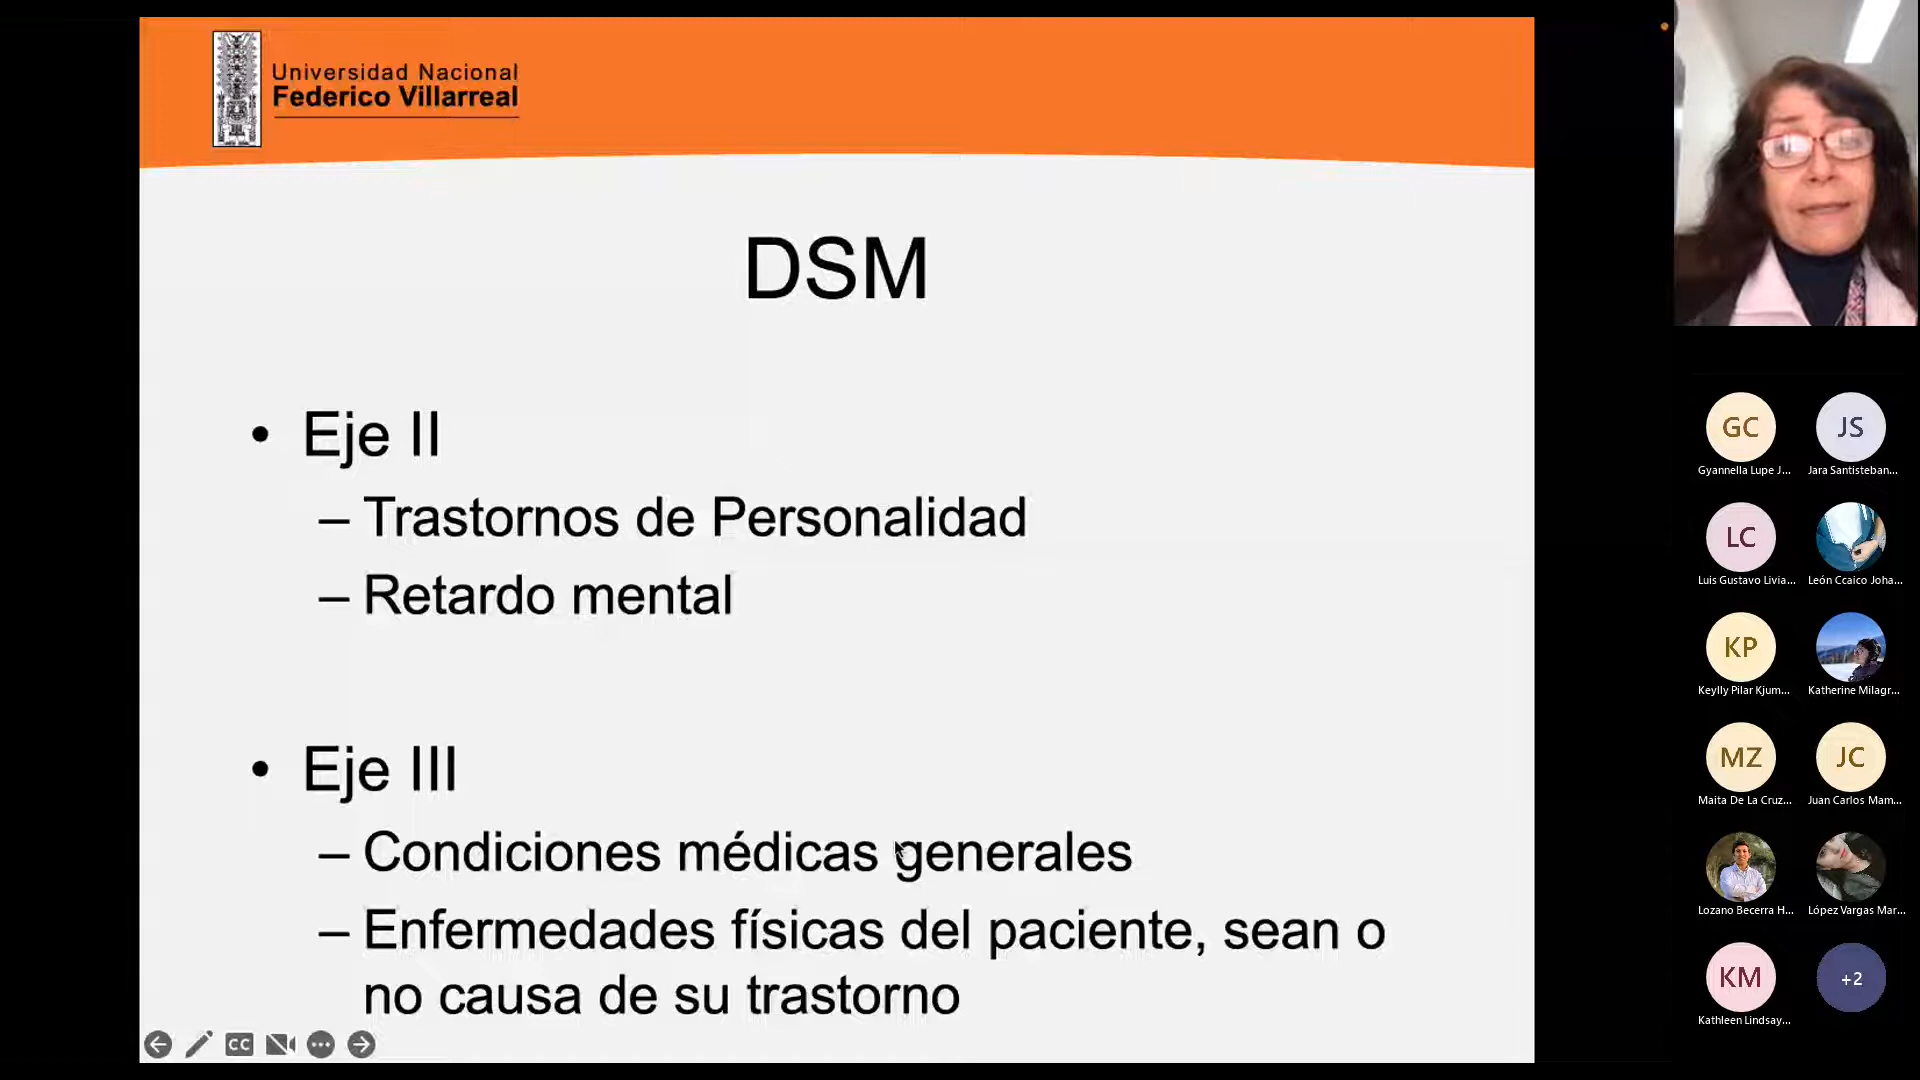 Universidad Nacional
Federico Villarreal
DSM
• Eje II
– Trastornos de Personalidad
– Retardo mental
• Eje III
– Condiciones médicas generales
– Enfermedades físicas del paciente, sean o
no causa de su trastorno
CC
GC
JS
Gyannella Lupe J...
Jara Santisteban...
LC
Luis Gustavo Livia...
León Ccaico Joha...
KP
Keylly Pilar Kjum...
Katherine Milagr...
MZ
JC
Maita De La Cruz...
Juan Carlos Mam...
Lozano Becerra H...
López Vargas Mar...
KM
+2
Kathleen Lindsay...